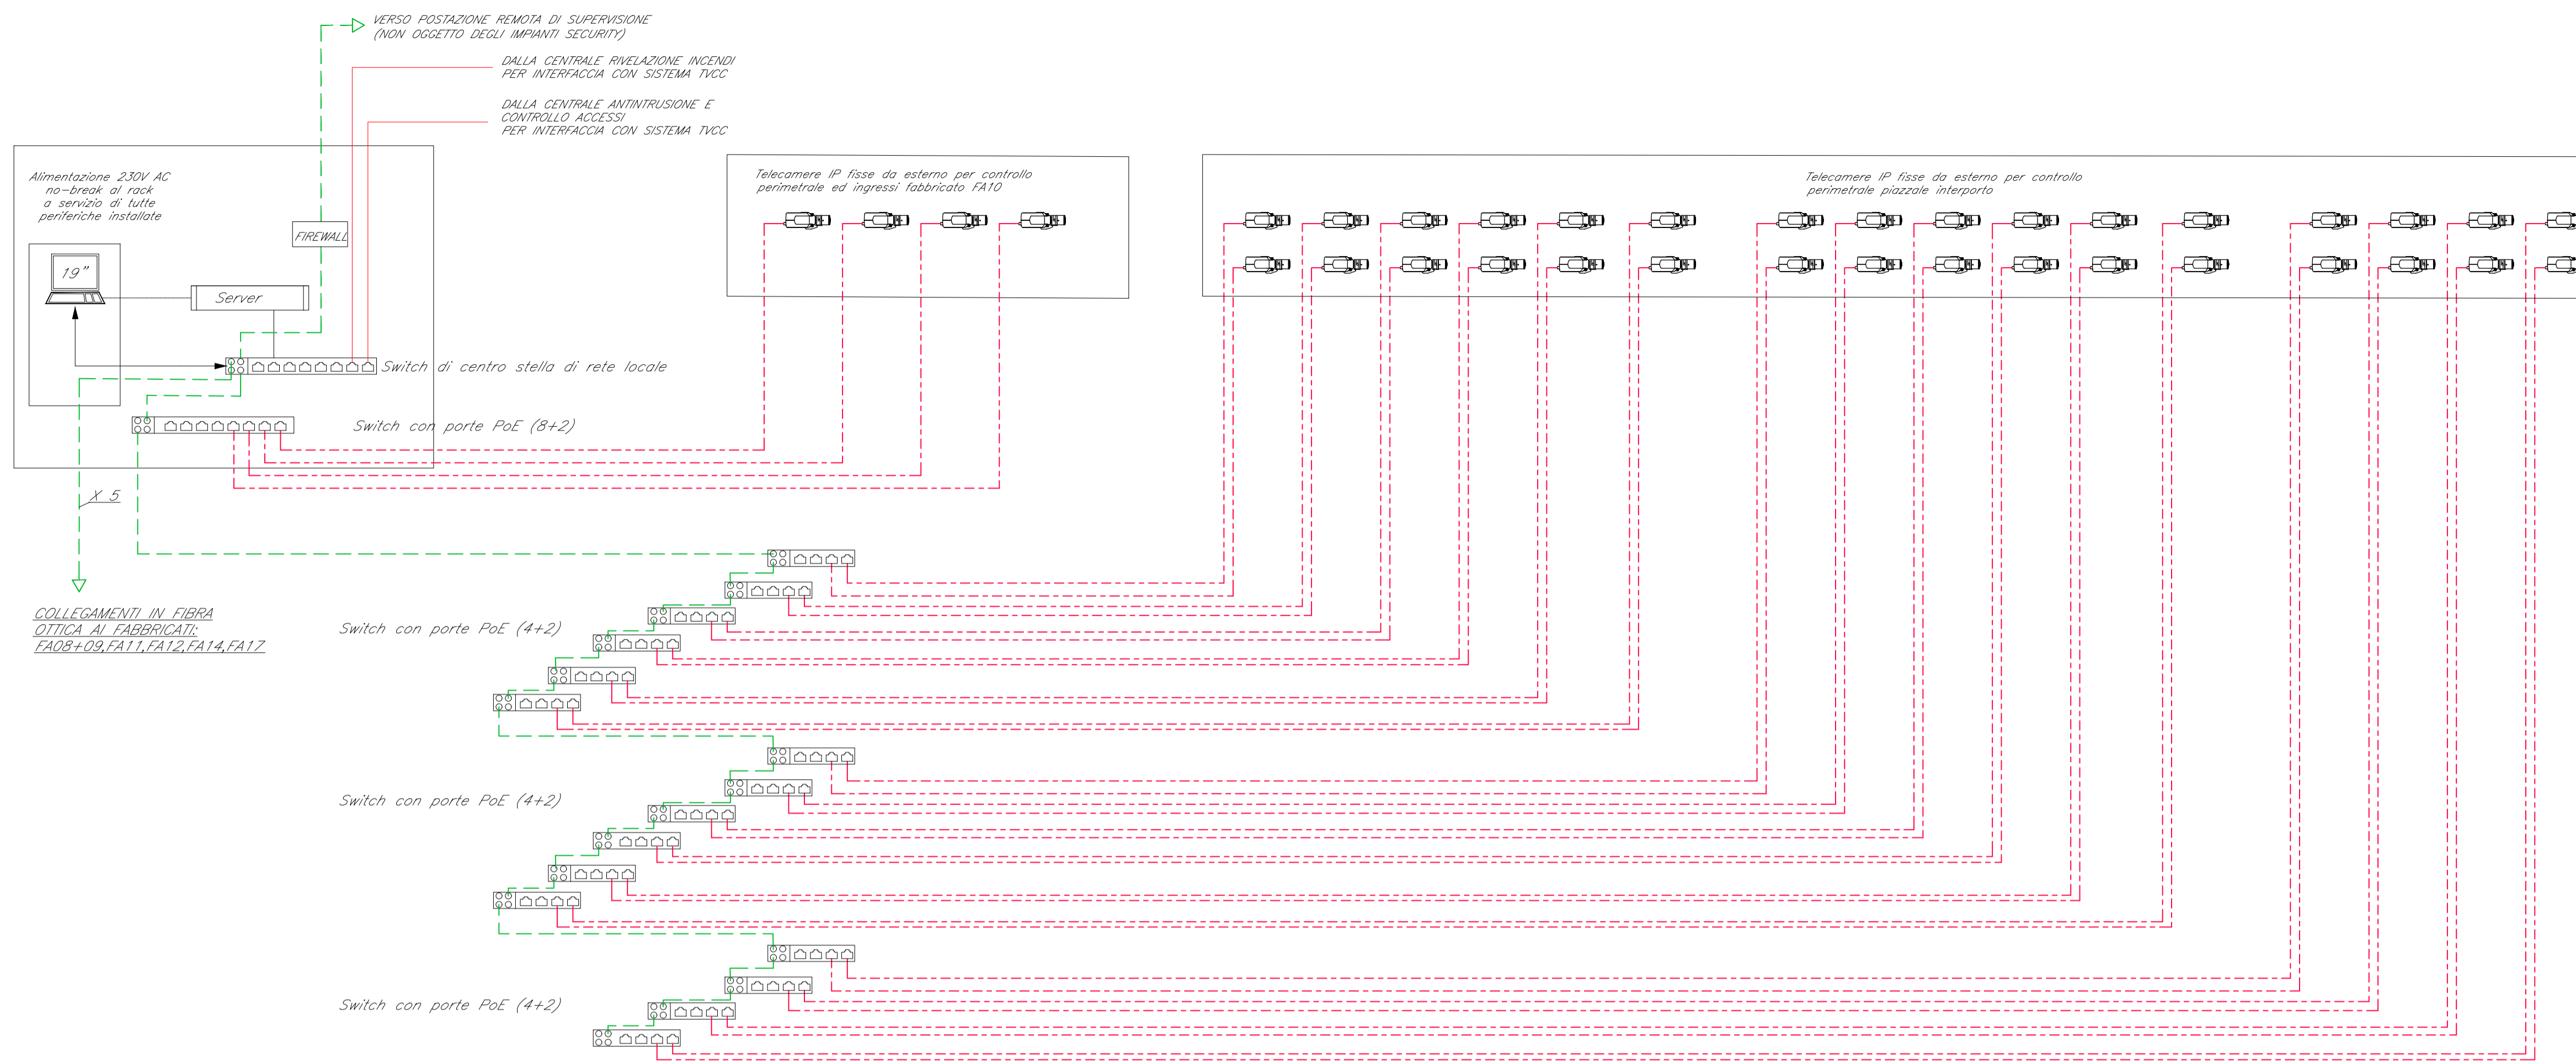 VERSO POSTAZIONE REMOTA DI SUPERVISIONE
(NON OGGETTO DEGLI IMPIANTI SECURITY)
DALLA CENTRALE RIVELAZIONE INCENDI
PER INTERFACCIA CON SISTEMA TVCC
DALLA CENTRALE ANTINTRUSIONE E
CONTROLLO ACCESSI
PER INTERFACCIA CON SISTEMA TVCC
Alimentazione 230V AC
no-break al rack
a servizio di tutte
periferiche installate
FIREWALL
19"
Server
Switch di centro stella di rete locale
Switch con porte PoE (8+2)
X 5
COLLEGAMENTI IN FIBRA
OTTICA AI FABBRICATI:
FA08+09,FA11,FA12,FA14,FA17
Telecamere IP fisse da esterno per controllo
perimetrale ed ingressi fabbricato FA10
Telecamere IP fisse da esterno per controllo
perimetrale piazzale interporto
Switch con porte PoE (4+2)
Switch con porte PoE (4+2)
Switch con porte PoE (4+2)